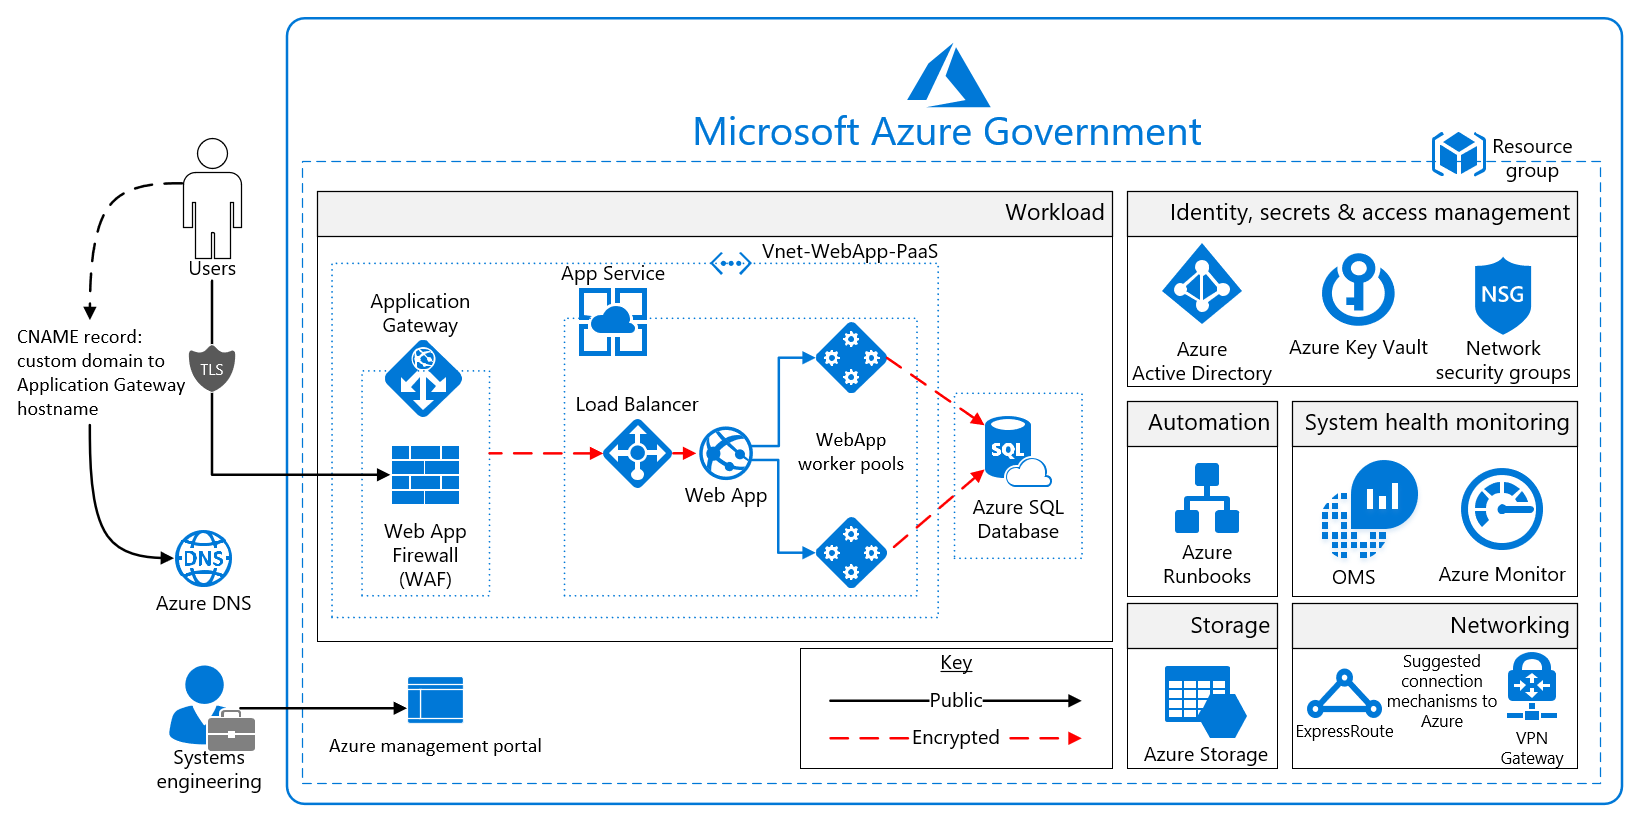 Microsoft Azure Government
Resource
group
Users
CNAME record:
custom domain to
Application Gateway
hostname
TLS
DNS
Azure DNS
Systems
engineering
Workload
Vnet-WebApp-PaaS
App Service
Application
Gateway
Web App
Firewall
(WAF)
Load Balancer
Web App
WebApp
worker pools
SQL
Azure SQL
Database
Azure management portal
Key
Public
Encrypted
Identity, secrets & access management
Azure
Active Directory
Azure Key Vault
NSG
Network
security groups
Automation
Azure
Runbooks
System health monitoring
OMS
Azure Monitor
Storage
Azure Storage
Networking
ExpressRoute
Suggested
connection
mechanisms to
Azure
VPN
Gateway